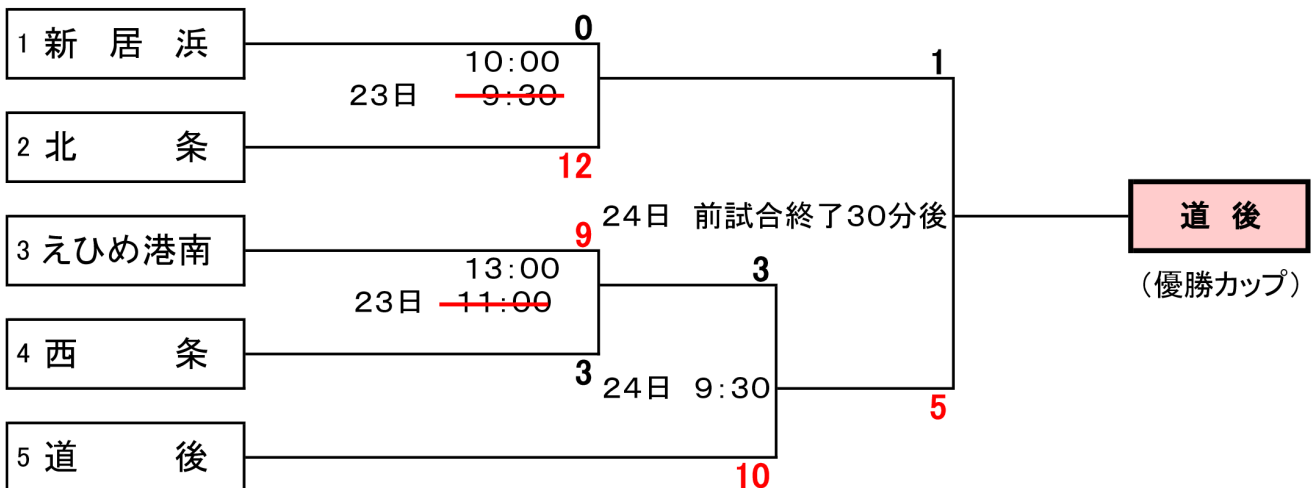 1 新居浜
0
10:00
23日 9:30
1
2 北条
12
24日 前試合終了30分後
道後
(優勝カップ)
3 えひめ港南
9
13:00
23日 11:00
3
4 西条
3
24日 9:30
5
5 道後
10